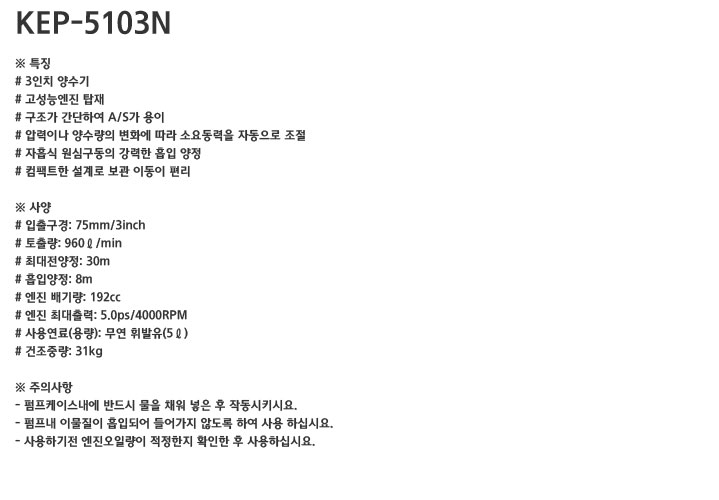 KEP-5103N
※ 특징
# 3인치 양수기
# 고성능엔진 탑재
# 구조가 간단하여 A/S가 용이
# 압력이나 양수량의 변화에 따라 소요동력을 자동으로 조절
# 자흡식 원심구동의 강력한 흡입 양정
# 컴팩트한 설계로 보관 이동이 편리
※ 사양
# 입출구경: 75mm/3inch
# 토출량: 960ℓ/min
# 최대전양정: 30m
# 흡입양정: 8m
# 엔진 배기량: 192cc
# 엔진 최대출력: 5.0ps/4000RPM
# 사용연료(용량): 무연 휘발유(5ℓ)
# 건조중량: 31kg
※ 주의사항
- 펌프케이스내에 반드시 물을 채워 넣은 후 작동시키시요.
- 펌프내 이물질이 흡입되어 들어가지 않도록 하여 사용 하십시요.
- 사용하기전 엔진오일량이 적정한지 확인한 후 사용하십시요.